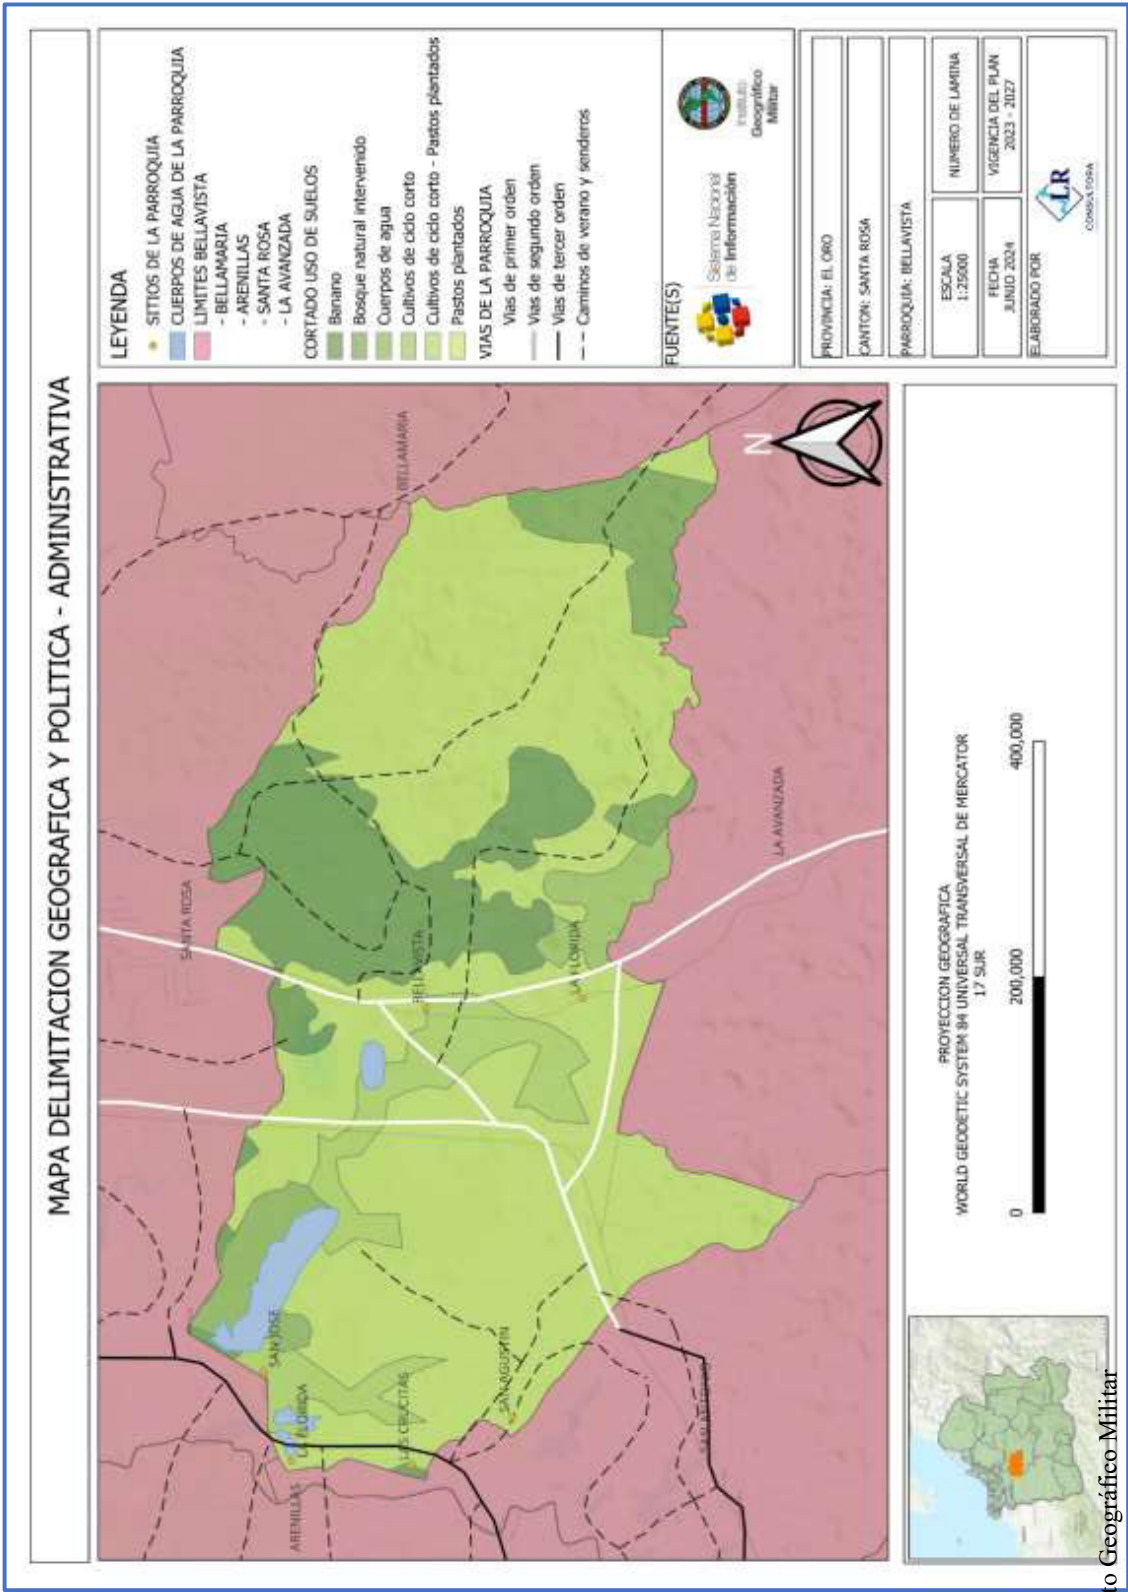 MAPA DELIMITACION GEOGRAFICA Y POLITICA - ADMINISTRATIVA
SANTA ROSA
BELLAMARIA
BELLAVISTA
LA FLORIDA
LA AVANZADA
SAN JOSE
LA FLORIDA
LAS CRUCITAS
SAN AGUSTIN
ARENILLAS
N
LEYENDA
SITIOS DE LA PARROQUIA
CUERPOS DE AGUA DE LA PARROQUIA
LIMITES BELLAVISTA
- BELLAMARIA
- ARENILLAS
- SANTA ROSA
- LA AVANZADA
CORTADO USO DE SUELOS
Banano
Bosque natural intervenido
Cuerpos de agua
Cultivos de ciclo corto
Cultivos de ciclo corto - Pastos plantados
Pastos plantados
VIAS DE LA PARROQUIA
Vias de primer orden
Vias de segundo orden
Vias de tercer orden
Caminos de verano y senderos
FUENTE(S)
Sistema Nacional
de Información
Instituto
Geográfico
Militar
PROVINCIA: EL ORO
CANTON: SANTA ROSA
PARROQUIA: BELLAVISTA
ESCALA
1:25000
NUMERO DE LAMINA
FECHA
JUNIO 2024
VIGENCIA DEL PLAN
2023 - 2027
ELABORADO POR
LR
CONSULTORA
PROYECCION GEOGRAFICA
WORLD GEODETIC SYSTEM 84 UNIVERSAL TRANSVERSAL DE MERCATOR
17 SUR
0 200,000 400,000
to Geográfico Militar